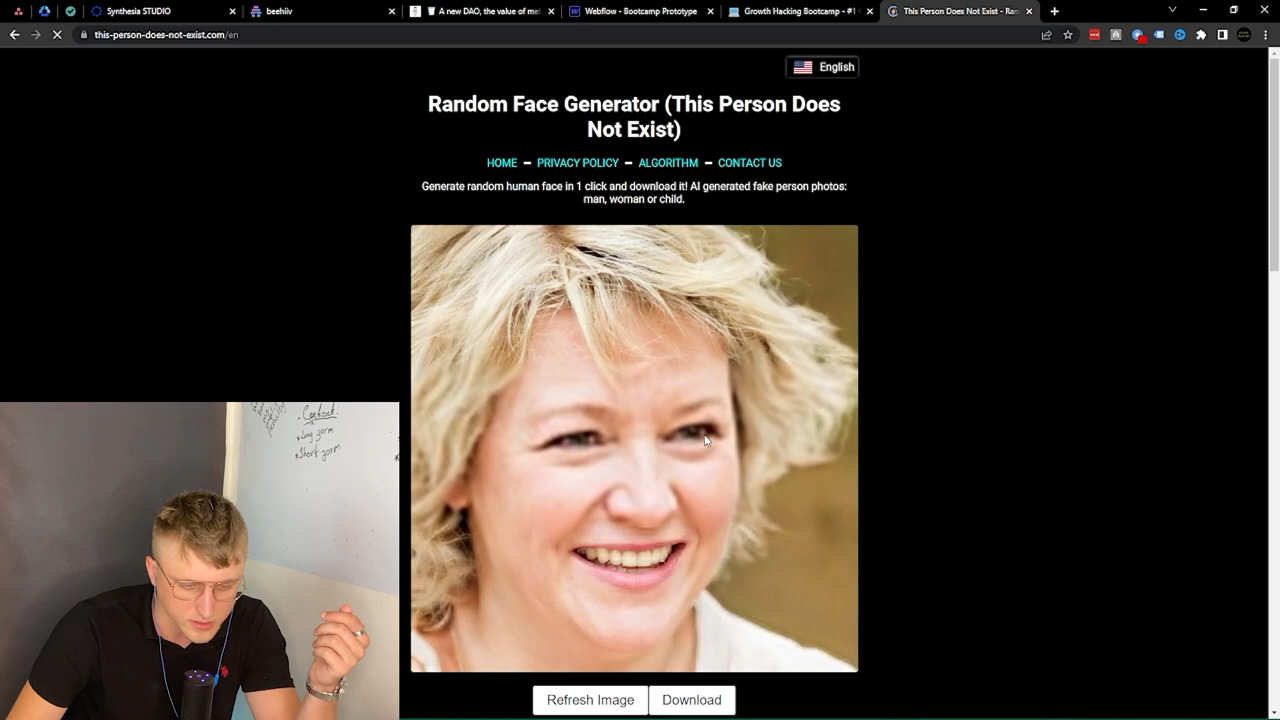 Synthesia STUDIO
beehiiv
A new DAO, the value of me
Webflow - Bootcamp Prototype
Growth Hacking Bootcamp - #1
This Person Does Not Exist - Ran
this-person-does-not-exist.com/en
English
Random Face Generator (This Person Does
Not Exist)
HOME - PRIVACY POLICY - ALGORITHM - CONTACT US
Generate random human face in 1 click and download it! AI generated fake person photos:
man, woman or child.
- Content:
* Long form
* Short form
Refresh Image
Download